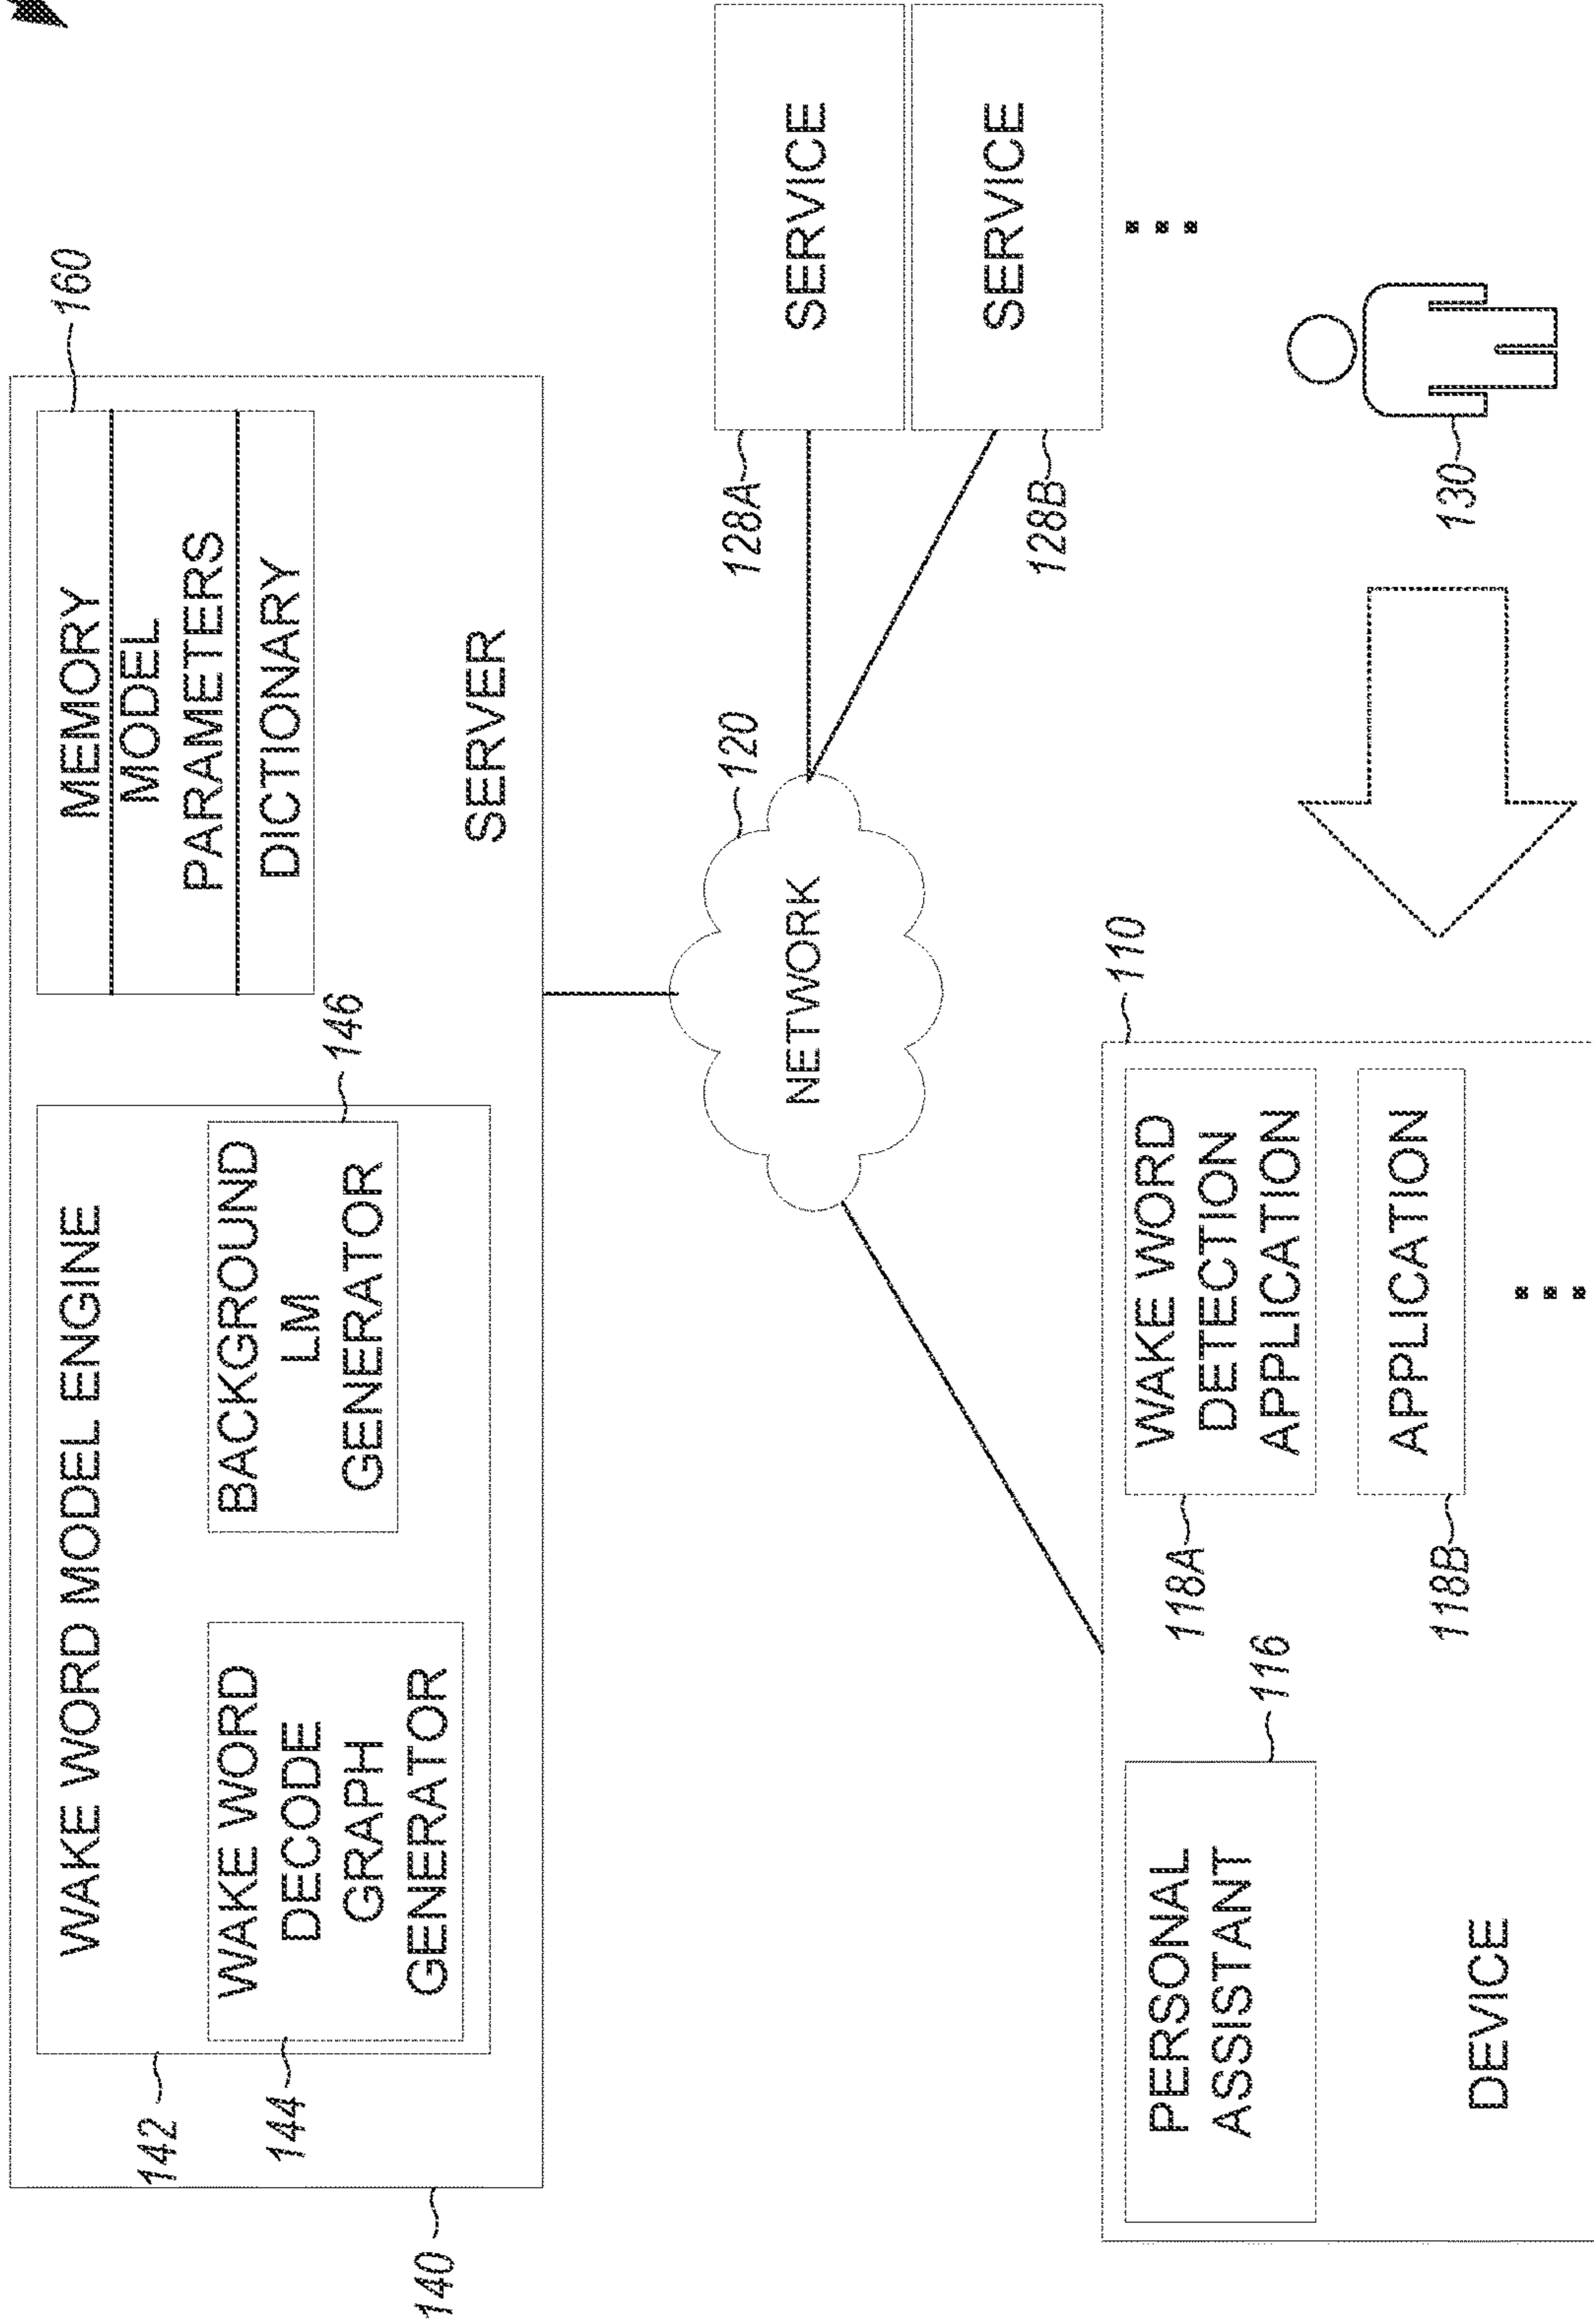 140
142
WAKE WORD MODEL ENGINE
144
WAKE WORD
DECODE
GRAPH
GENERATOR
BACKGROUND
LM
GENERATOR
146
160
MEMORY
MODEL
PARAMETERS
DICTIONARY
SERVER
NETWORK
120
128A
SERVICE
128B
SERVICE
110
PERSONAL
ASSISTANT
116
118A
WAKE WORD
DETECTION
APPLICATION
118B
APPLICATION
DEVICE
130